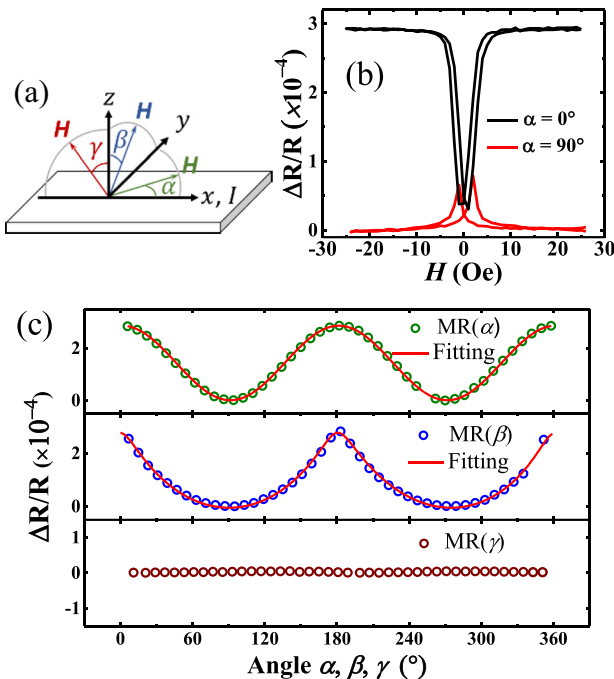 (a)
z
H
H
y
γ
β
H
α
x, I
ΔR/R (×10⁻⁴)
3
2
1
0
(b)
α = 0°
α = 90°
-30 -20 -10 0 10 20 30
H (Oe)
(c)
MR(α)
Fitting
2
0
MR(β)
Fitting
2
0
MR(γ)
1
0
-1
ΔR/R (×10⁻⁴)
0 60 120 180 240 300 360
Angle α, β, γ (°)